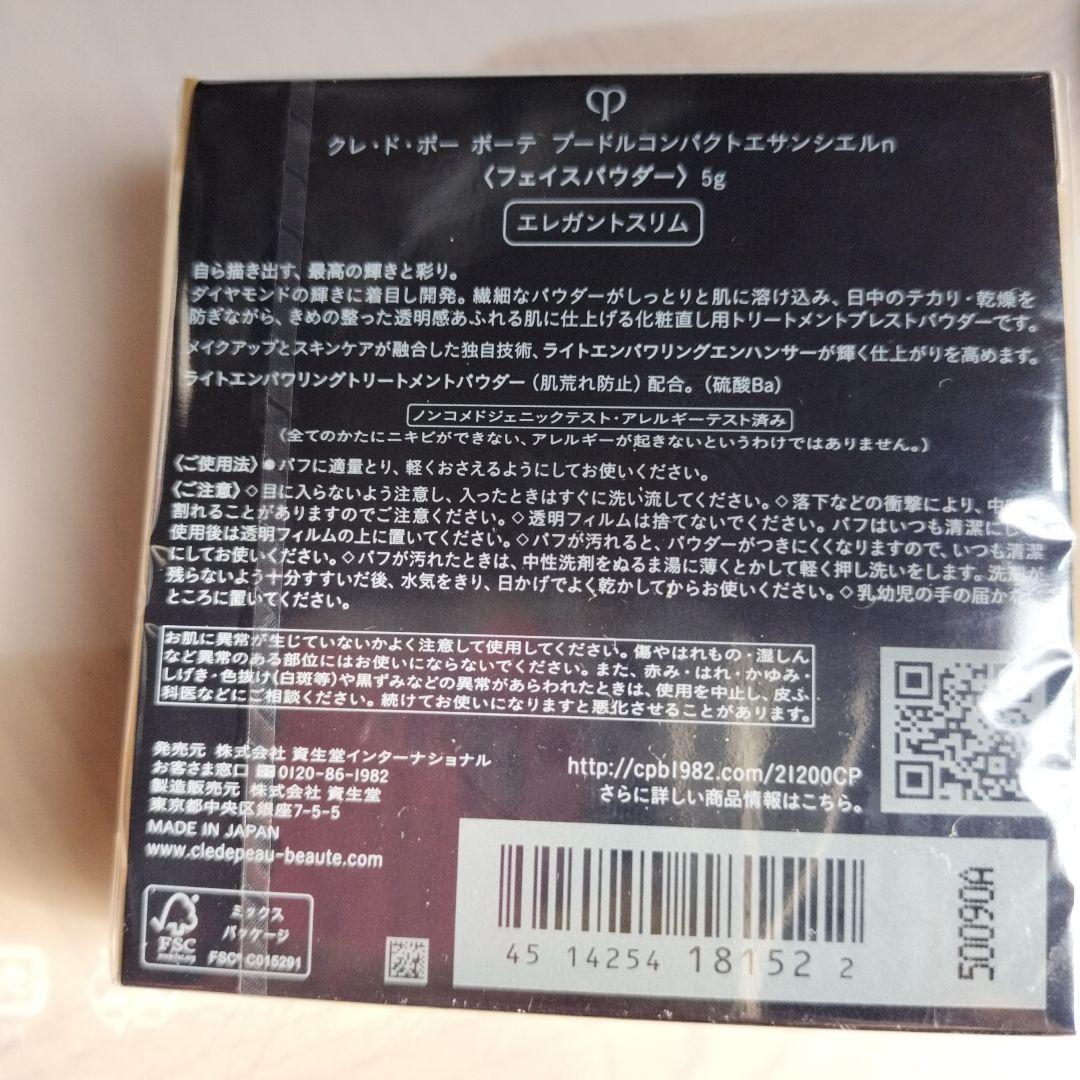 クレ・ド・ポー ボーテ プードルコンパクトエサンシエルn
〈フェイスパウダー〉 5g
エレガントスリム
自ら描き出す、最高の輝きと彩り。
ダイヤモンドの輝きに着目し開発。繊細なパウダーがしっとりと肌に溶け込み、日中のテカリ・乾燥を
防ぎながら、きめの整った透明感あふれる肌に仕上げる化粧直し用トリートメントプレストパウダーです。
メイクアップとスキンケアが融合した独自技術、ライトエンパワリングエンハンサーが輝く仕上がりを高めます。
ライトエンパワリングトリートメントパウダー（肌荒れ防止）配合。（硫酸Ba）
ノンコメドジェニックテスト・アレルギーテスト済み
（全てのかたにニキビができない、アレルギーが起きないというわけではありません。）
〈ご使用法〉●パフに適量とり、軽くおさえるようにしてお使いください。
〈ご注意〉◇目に入らないよう注意し、入ったときはすぐに洗い流してください。◇落下などの衝撃により、
割れることがありますのでご注意ください。◇透明フィルムは捨てないでください。パフはいつも清潔に
使用後は透明フィルムの上に置いてください。◇パフが汚れると、パウダーがつきにくくなりますので、いつも清潔
にしてお使いください。◇パフが汚れたときは、中性洗剤をぬるま湯に薄くとかして軽く押し洗いをします。洗剤が
残らないよう十分すすいだ後、水気をきり、日かげでよく乾かしてからお使いください。◇乳幼児の手の届かな
ところに置いてください。
お肌に異常が生じていないかよく注意して使用してください。傷やはれもの・湿しん
など異常のある部位にはお使いにならないでください。また、赤み・はれ・かゆみ・
しげき・色抜け(白斑等)や黒ずみなどの異常があらわれたときは、使用を中止し、皮ふ
科医などにご相談ください。続けてお使いになりますと悪化させることがあります。
発売元 株式会社 資生堂インターナショナル
お客さま窓口 0120-86-1982
製造販売元 株式会社 資生堂
東京都中央区銀座7-5-5
MADE IN JAPAN
www.cledepeau-beaute.com
http://cpb1982.com/21200CP
さらに詳しい商品情報はこちら。
FSC
www.fsc.org
ミックス
パッケージ
FSC® C015291
45 14254 18152 2
5009OA